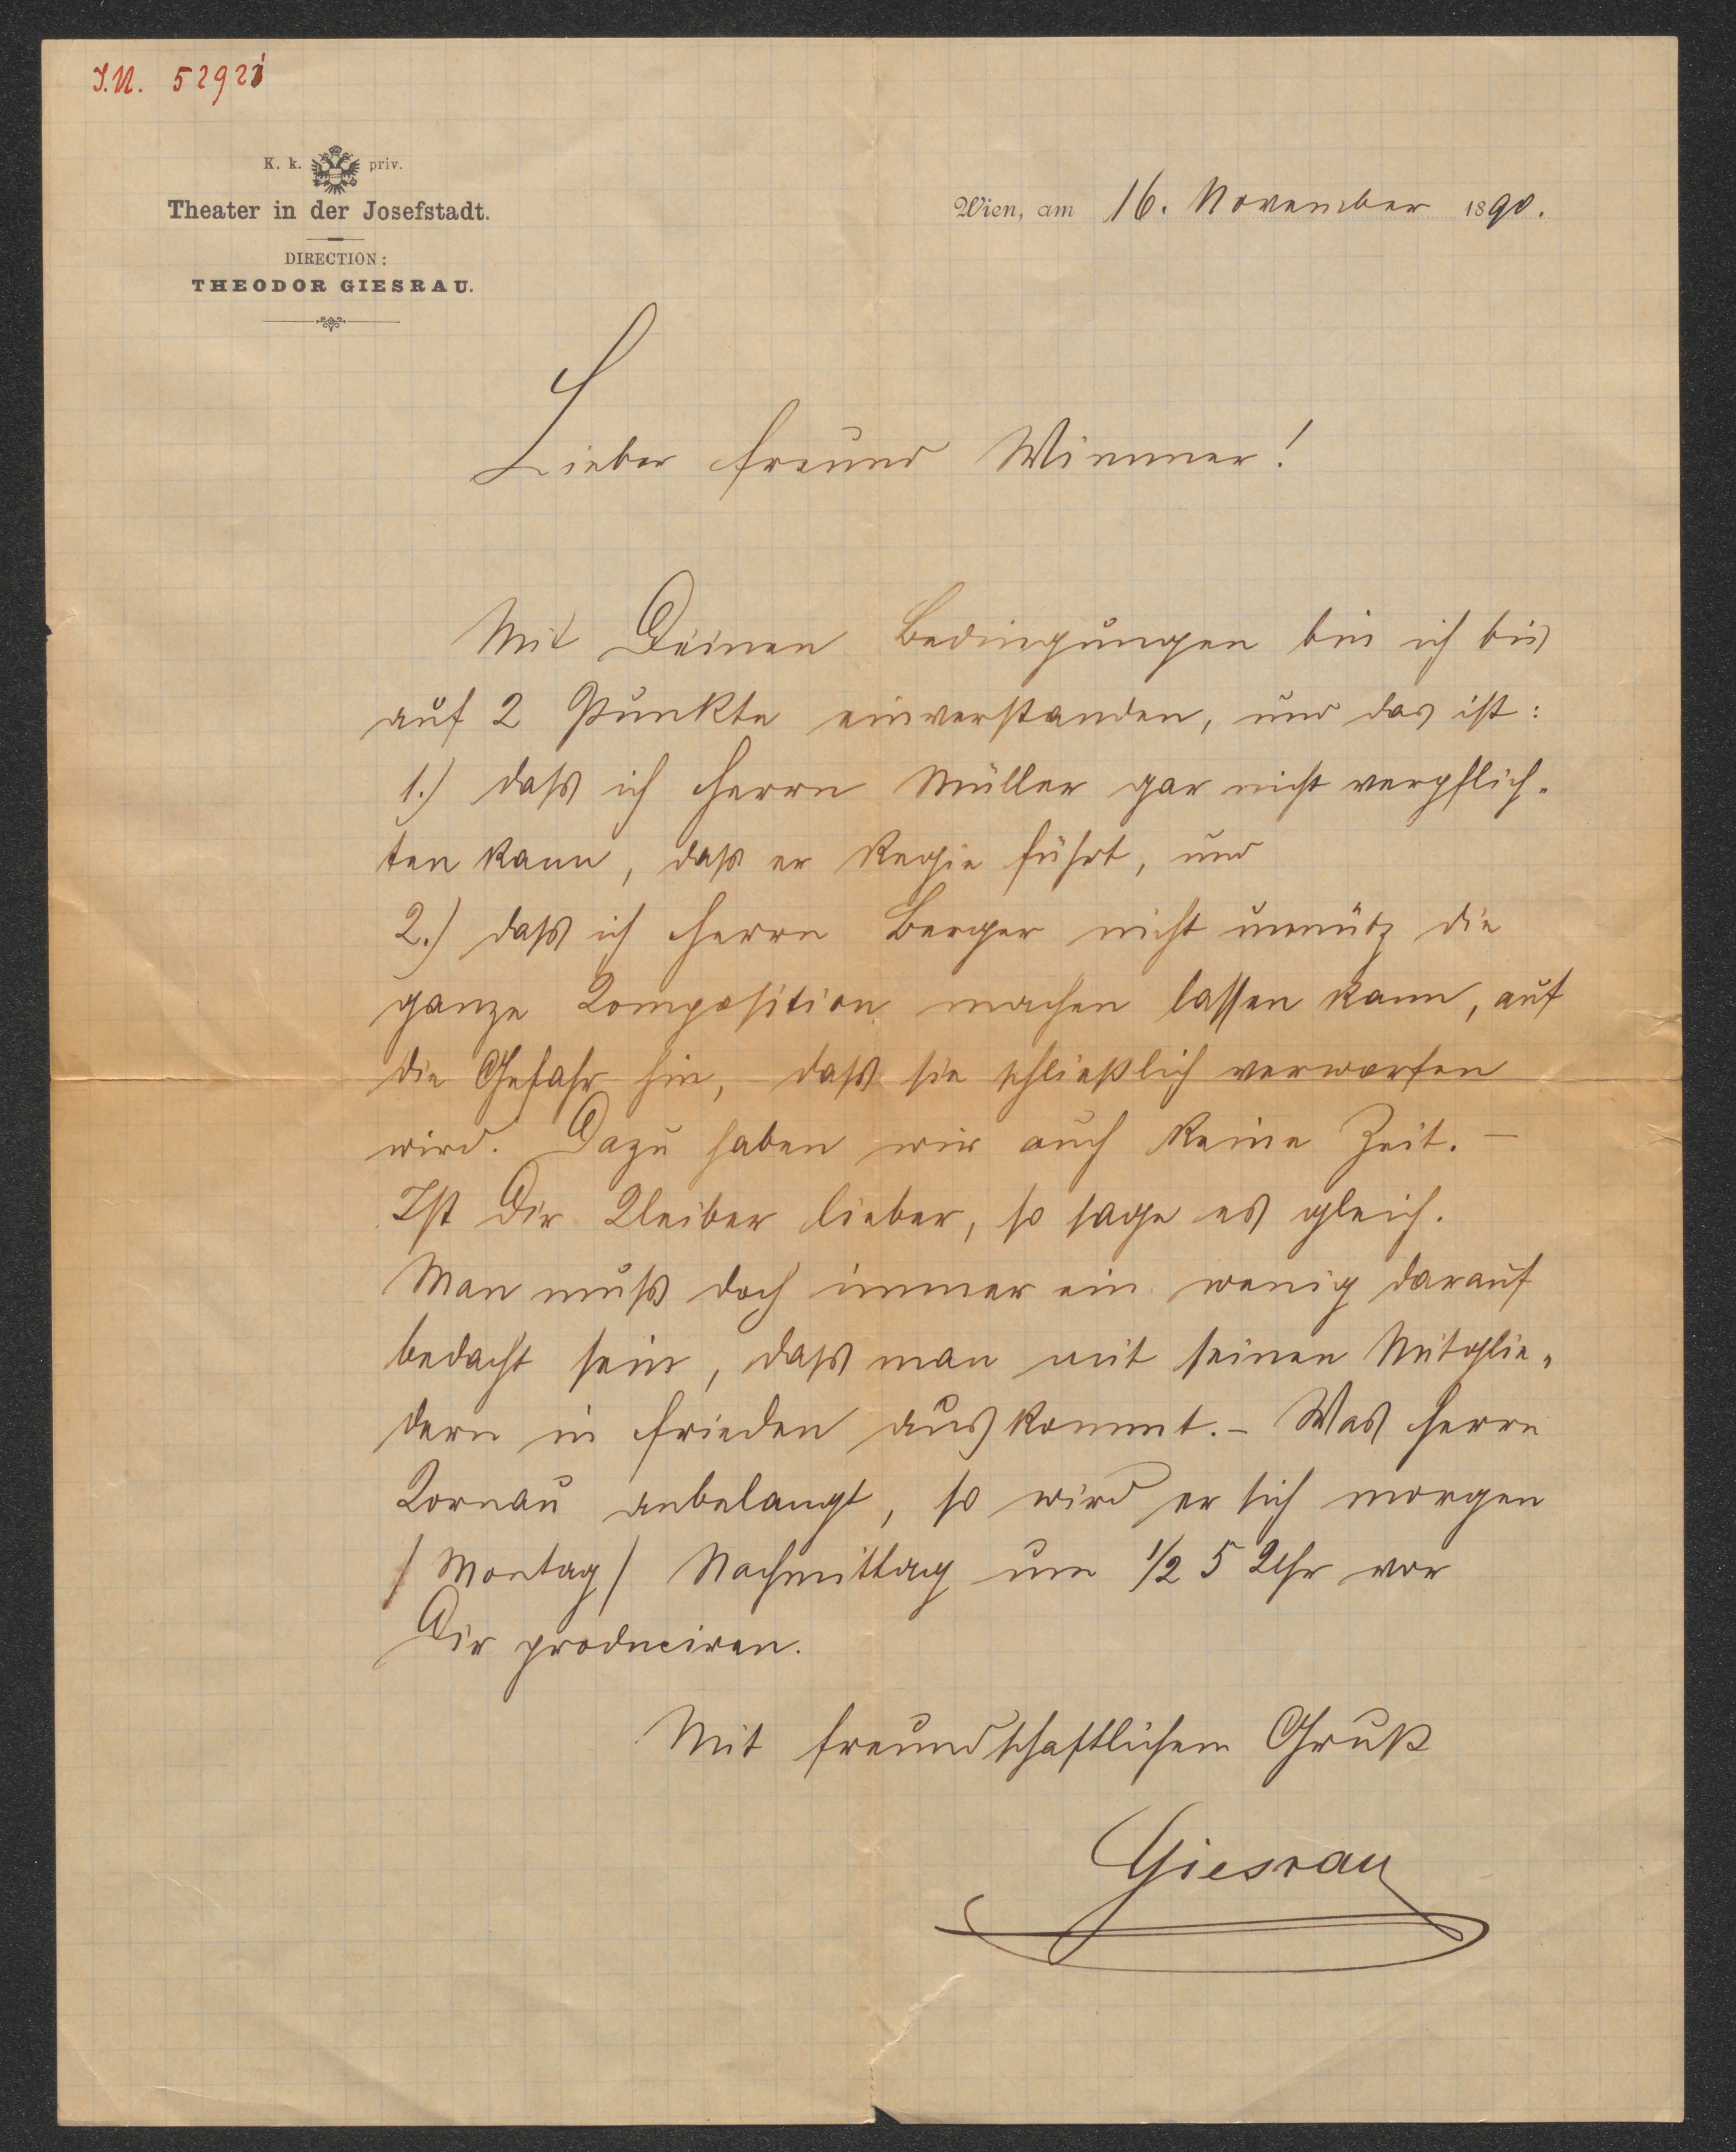 I.N. 52921
K. k. priv.
Theater in der Josefstadt.
DIRECTION:
THEODOR GIESRAU.
Wien, am 16. November 1890.
Lieber Freund Wimmer!
Mit Deinen Bedingungen bin ich bis
auf 2 Punkte einverstanden, und das ist:
1.) daß ich Herrn Müller gar nicht verpflich-
ten kann, daß er Regie führt, und
2.) daß ich Herrn Berger nicht unnütz die
ganze Composition machen lassen kann, auf
die Gefahr hin, daß sie schließlich verworfen
wird. Dazu haben wir auch keine Zeit. —
Ist Dir Kleiber lieber, so sage es gleich.
Man muß doch immer ein wenig darauf
bedacht sein, daß man mit seinen Mitglie-
dern in Frieden auskommt. – Was Herrn
Cornau anbelangt, so wird er sich morgen
/Montag/ Nachmittag um 1/2 5 Uhr vor
Dir produciren.
Mit freundschaftlichem Gruß
Giesrau